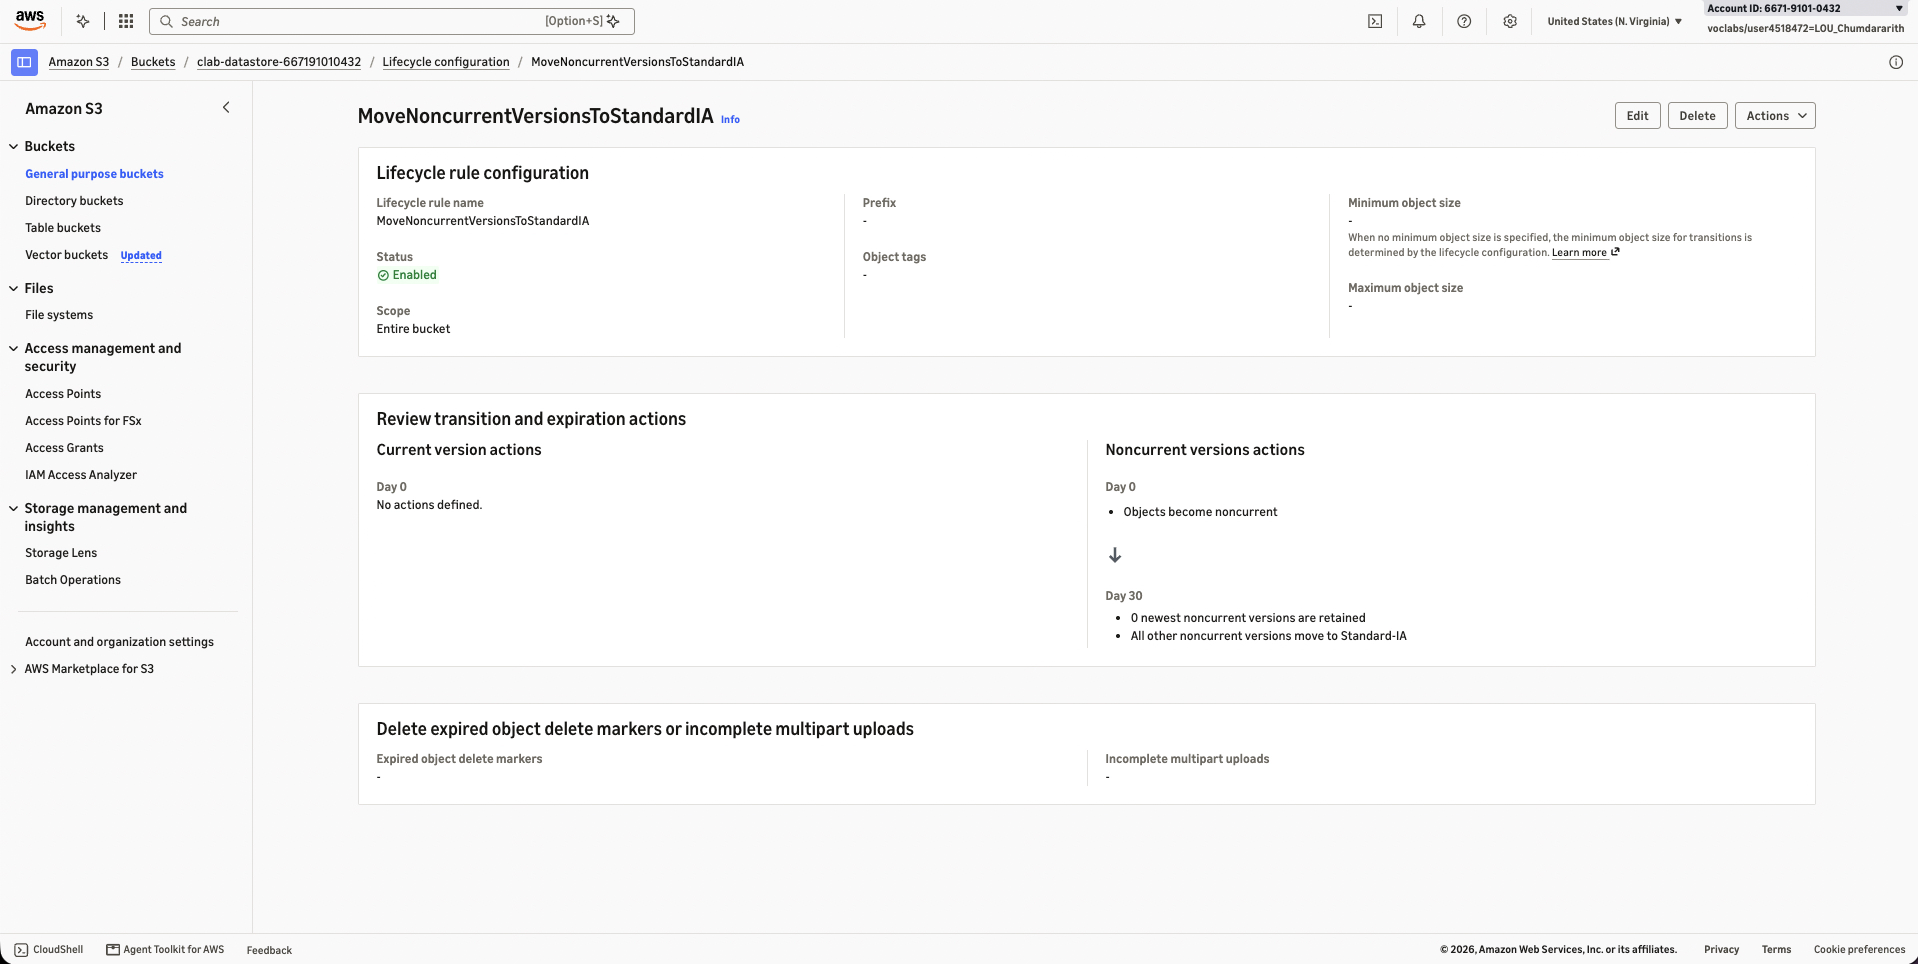 aws
Search
[Option+S]
United States (N. Virginia)
Account ID: 6671-9101-0432
voclabs/user4518472=LOU_Chumdararith
Amazon S3 / Buckets / clab-datastore-667191010432 / Lifecycle configuration / MoveNoncurrentVersionsToStandardIA
Amazon S3
Buckets
General purpose buckets
Directory buckets
Table buckets
Vector buckets Updated
Files
File systems
Access management and
security
Access Points
Access Points for FSx
Access Grants
IAM Access Analyzer
Storage management and
insights
Storage Lens
Batch Operations
Account and organization settings
AWS Marketplace for S3
MoveNoncurrentVersionsToStandardIA Info
Edit
Delete
Actions
Lifecycle rule configuration
Lifecycle rule name
MoveNoncurrentVersionsToStandardIA
Status
Enabled
Scope
Entire bucket
Prefix
-
Object tags
-
Minimum object size
-
When no minimum object size is specified, the minimum object size for transitions is
determined by the lifecycle configuration. Learn more
Maximum object size
-
Review transition and expiration actions
Current version actions
Day 0
No actions defined.
Noncurrent versions actions
Day 0
• Objects become noncurrent
Day 30
• 0 newest noncurrent versions are retained
• All other noncurrent versions move to Standard-IA
Delete expired object delete markers or incomplete multipart uploads
Expired object delete markers
-
Incomplete multipart uploads
-
CloudShell
Agent Toolkit for AWS
Feedback
© 2026, Amazon Web Services, Inc. or its affiliates.
Privacy
Terms
Cookie preferences